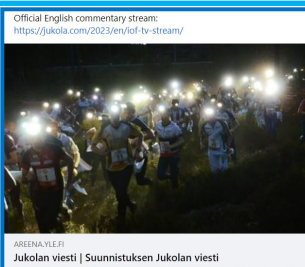 Official English commentary stream:
https://jukola.com/2023/en/iof-tv-stream/
AREENA.YLE.FI
Jukolan viesti | Suunnistuksen Jukolan viesti